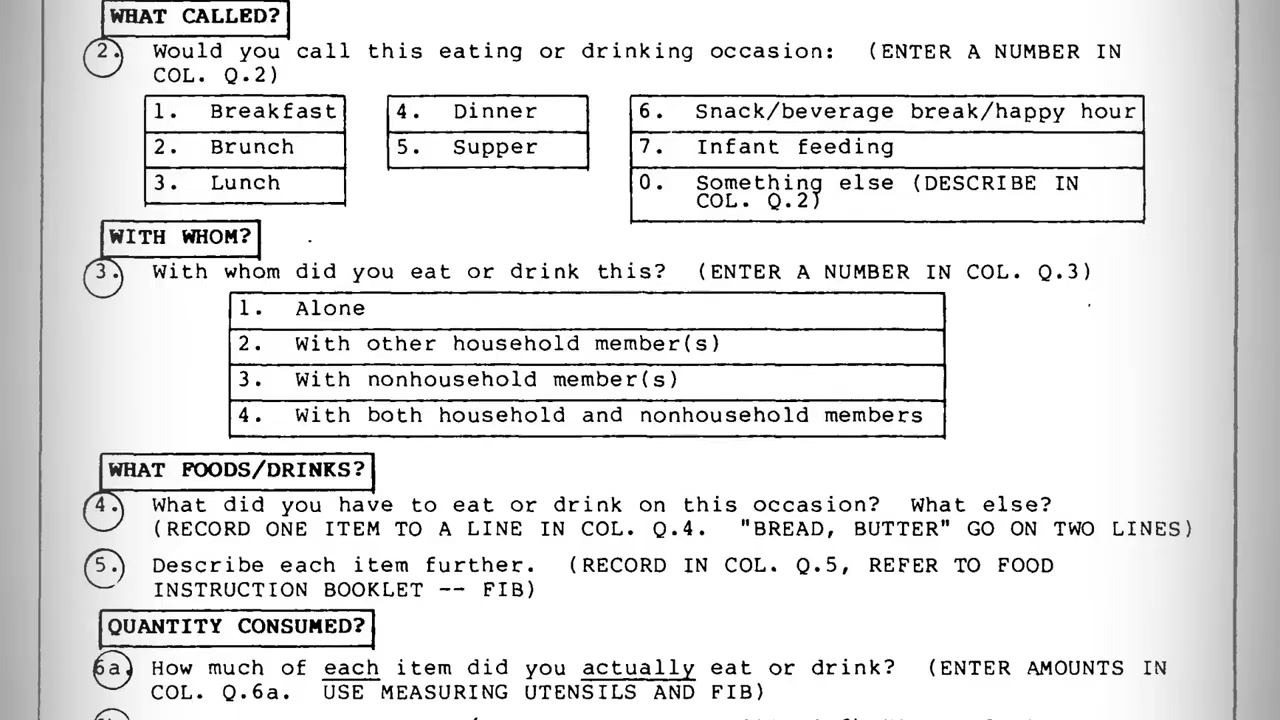 WHAT CALLED?
2. Would you call this eating or drinking occasion: (ENTER A NUMBER IN
COL. Q.2)
1. Breakfast
2. Brunch
3. Lunch
4. Dinner
5. Supper
6. Snack/beverage break/happy hour
7. Infant feeding
0. Something else (DESCRIBE IN
COL. Q.2)
WITH WHOM?
3. With whom did you eat or drink this? (ENTER A NUMBER IN COL. Q.3)
1. Alone
2. With other household member(s)
3. With nonhousehold member(s)
4. With both household and nonhousehold members
WHAT FOODS/DRINKS?
4. What did you have to eat or drink on this occasion? What else?
(RECORD ONE ITEM TO A LINE IN COL. Q.4. "BREAD, BUTTER" GO ON TWO LINES)
5. Describe each item further. (RECORD IN COL. Q.5, REFER TO FOOD
INSTRUCTION BOOKLET -- FIB)
QUANTITY CONSUMED?
6a. How much of each item did you actually eat or drink? (ENTER AMOUNTS IN
COL. Q.6a. USE MEASURING UTENSILS AND FIB)